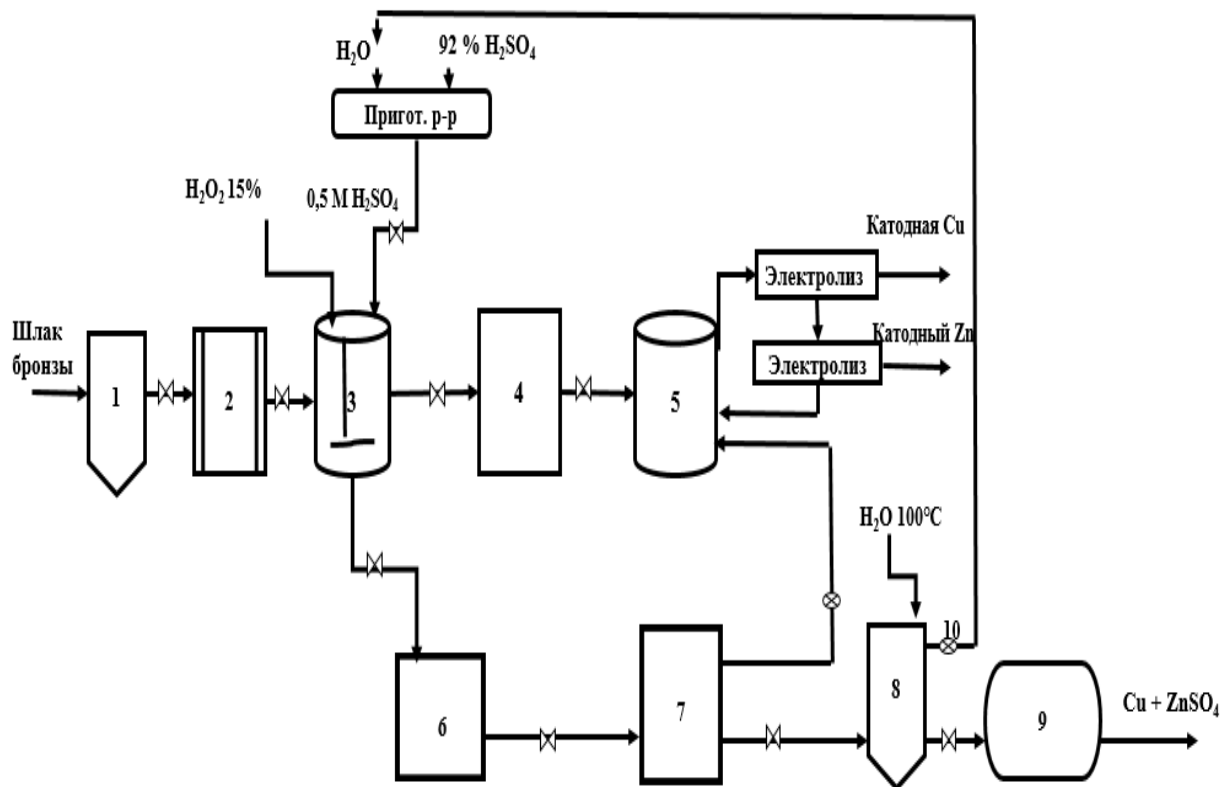 H₂O
92 % H₂SO₄
Пригот. р-р
H₂O₂ 15%
0,5 M H₂SO₄
Катодная Cu
Электролиз
Шлак
бронзы
Катодный Zn
Электролиз
1
2
3
4
5
H₂O 100°C
10
6
7
8
9
Cu + ZnSO₄